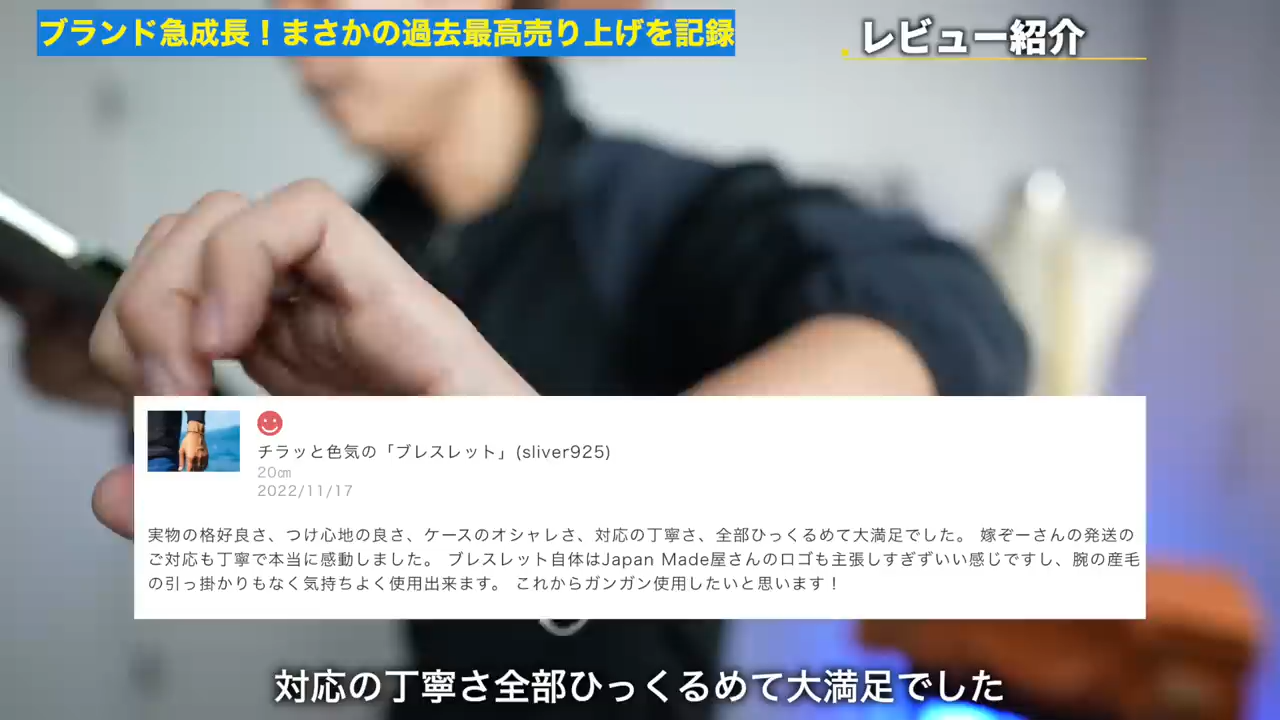 ブランド急成長！まさかの過去最高売り上げを記録
レビュー紹介
チラッと色気の「ブレスレット」(sliver925)
20㎝
2022/11/17
実物の格好良さ、つけ心地の良さ、ケースのオシャレさ、対応の丁寧さ、全部ひっくるめて大満足でした。 嫁ぞーさんの発送の
ご対応も丁寧で本当に感動しました。 ブレスレット自体はJapan Made屋さんのロゴも主張しすぎずいい感じですし、腕の産毛
の引っ掛かりもなく気持ちよく使用出来ます。 これからガンガン使用したいと思います！
対応の丁寧さ全部ひっくるめて大満足でした